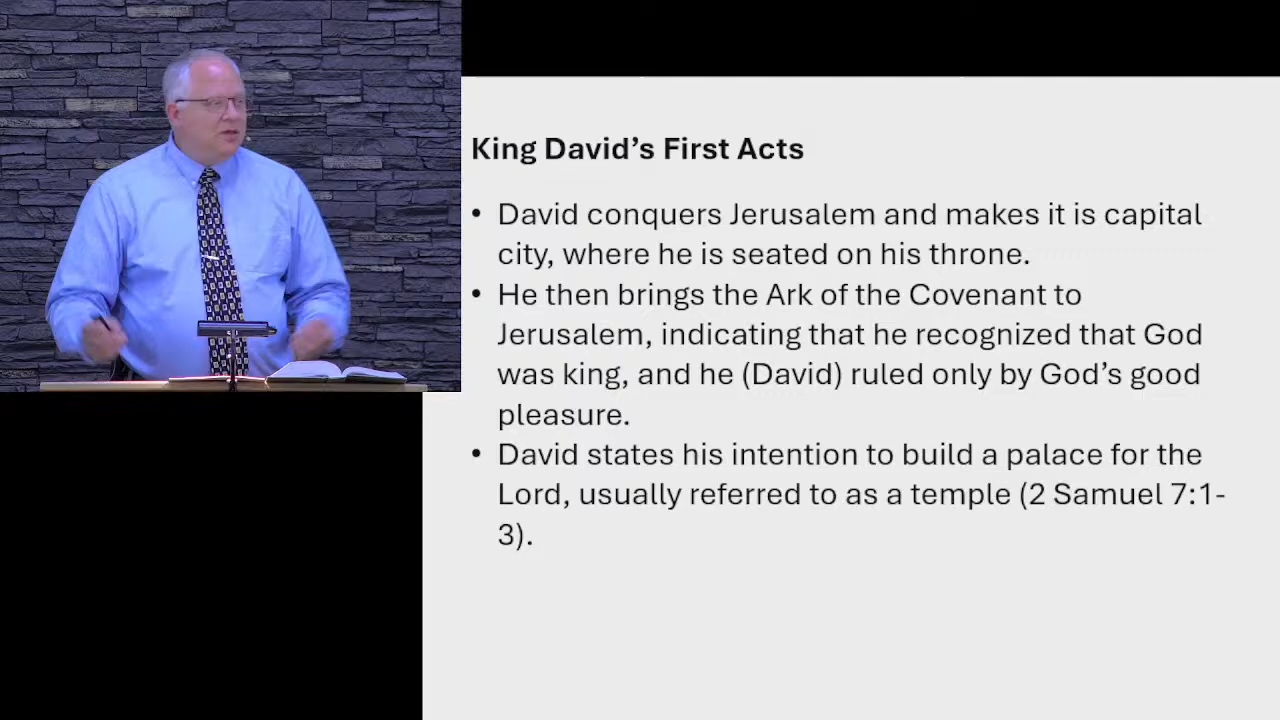 King David’s First Acts
• David conquers Jerusalem and makes it is capital
city, where he is seated on his throne.
• He then brings the Ark of the Covenant to
Jerusalem, indicating that he recognized that God
was king, and he (David) ruled only by God’s good
pleasure.
• David states his intention to build a palace for the
Lord, usually referred to as a temple (2 Samuel 7:1-
3).